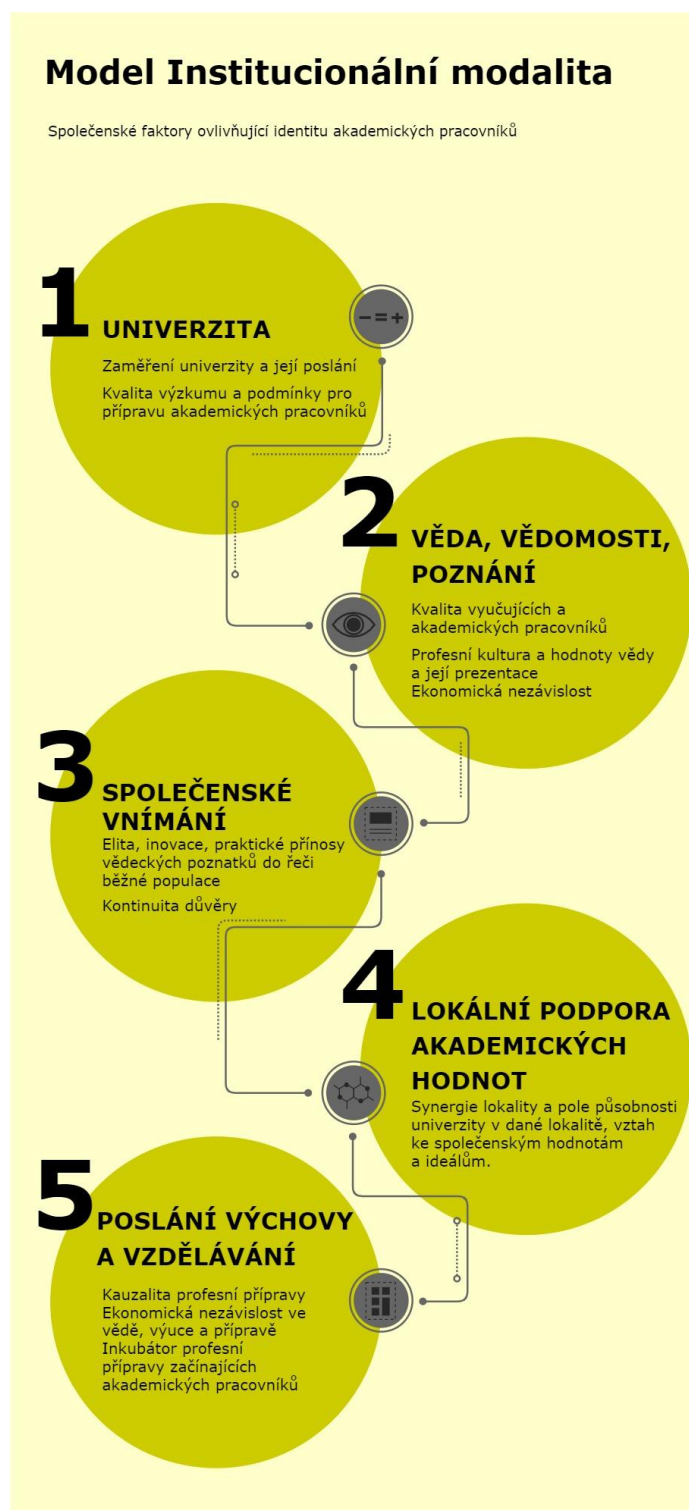 Model Institucionální modalita
Společenské faktory ovlivňující identitu akademických pracovníků
1
UNIVERZITA
Zaměření univerzity a její poslání
Kvalita výzkumu a podmínky pro
přípravu akademických pracovníků
2
VĚDA, VĚDOMOSTI,
POZNÁNÍ
Kvalita vyučujících a
akademických pracovníků
Profesní kultura a hodnoty vědy
a její prezentace
Ekonomická nezávislost
3
SPOLEČENSKÉ
VNÍMÁNÍ
Elita, inovace, praktické přínosy
vědeckých poznatků do řeči
běžné populace
Kontinuita důvěry
4
LOKÁLNÍ PODPORA
AKADEMICKÝCH
HODNOT
Synergie lokality a pole působnosti
univerzity v dané lokalitě, vztah
ke společenským hodnotám
a ideálům.
5
POSLÁNÍ VÝCHOVY
A VZDĚLÁVÁNÍ
Kauzalita profesní přípravy
Ekonomická nezávislost ve
vědě, výuce a přípravě
Inkubátor profesní
přípravy začínajících
akademických pracovníků